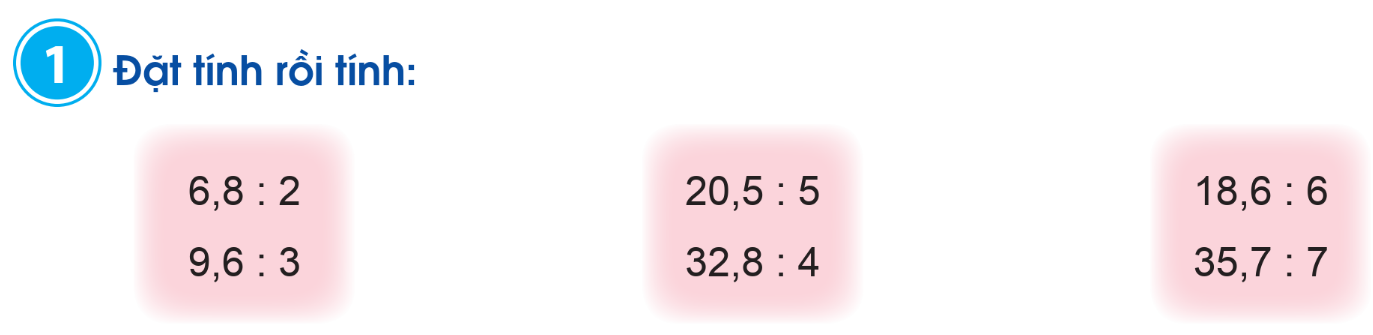 1 Đặt tính rồi tính:
6,8 : 2 20,5 : 5 18,6 : 6
9,6 : 3 32,8 : 4 35,7 : 7